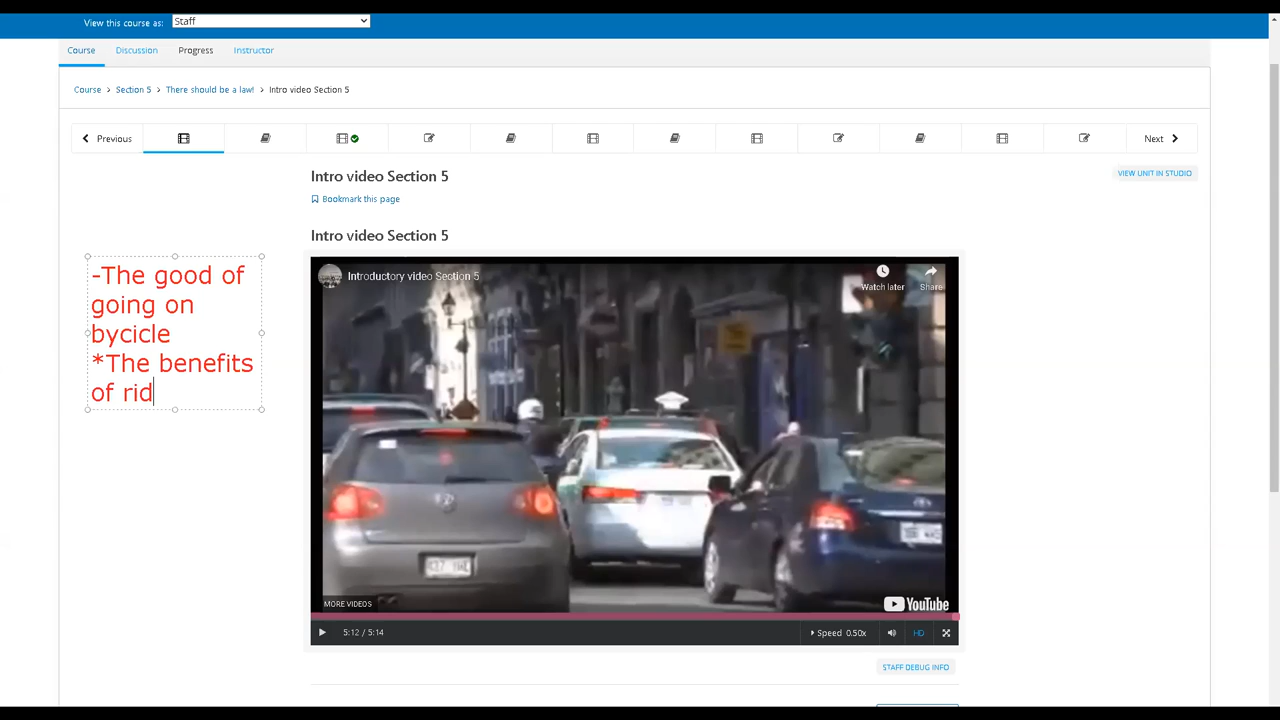 View this course as: Staff
Course Discussion Progress Instructor
Course > Section 5 > There should be a law! > Intro video Section 5
Previous Next
Intro video Section 5
VIEW UNIT IN STUDIO
Bookmark this page
Intro video Section 5
-The good of
going on
bycicle
*The benefits
of rid
Introductory video Section 5
Watch later Share
MORE VIDEOS
YouTube
5:12 / 5:14 Speed 0.50x HD
STAFF DEBUG INFO